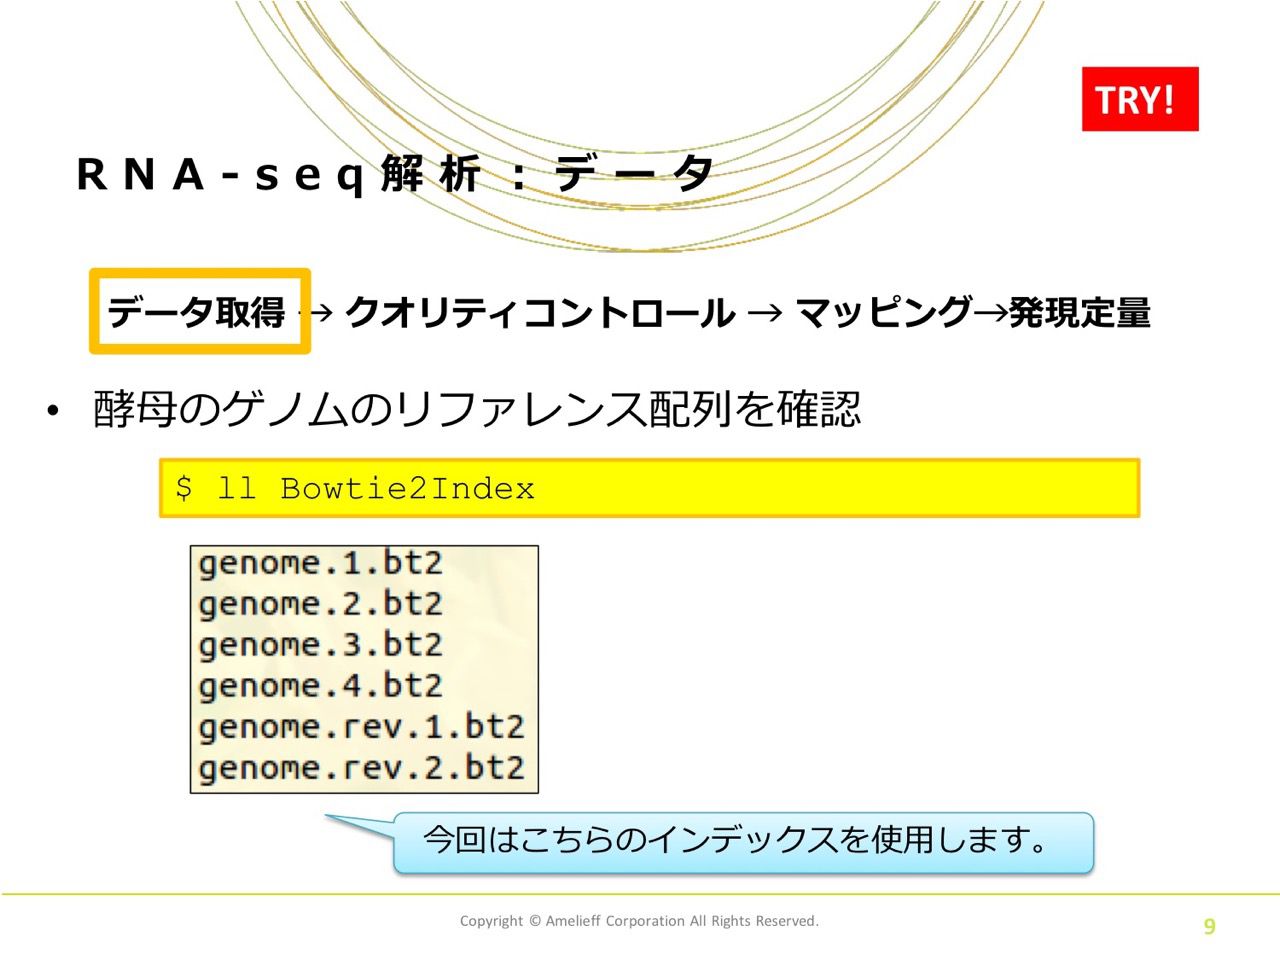 TRY!
RNA-seq解析：データ
データ取得 → クオリティコントロール → マッピング→発現定量
• 酵母のゲノムのリファレンス配列を確認
$ ll Bowtie2Index
genome.1.bt2
genome.2.bt2
genome.3.bt2
genome.4.bt2
genome.rev.1.bt2
genome.rev.2.bt2
今回はこちらのインデックスを使用します。
Copyright © Amelieff Corporation All Rights Reserved.
9